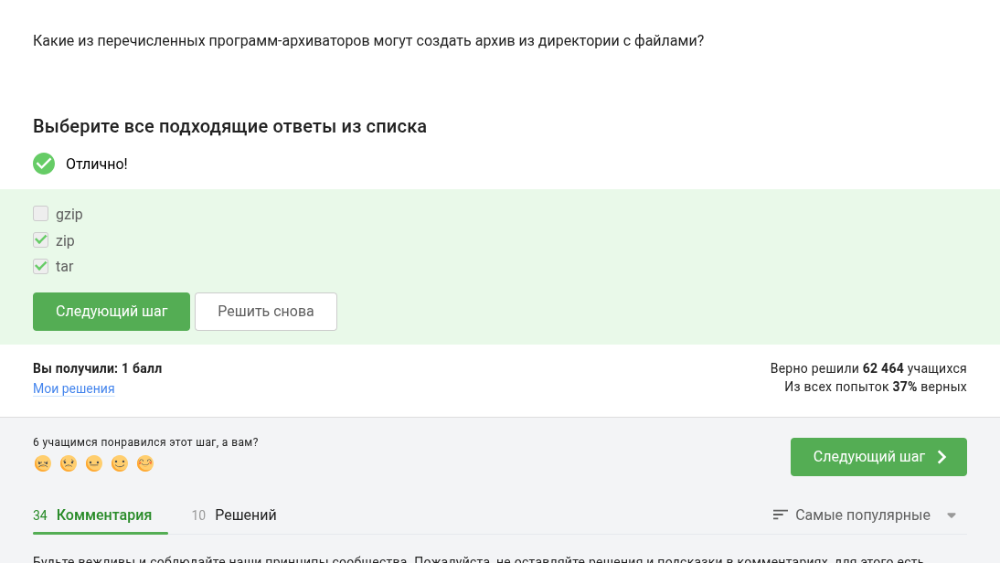 Какие из перечисленных программ-архиваторов могут создать архив из директории с файлами?
Выберите все подходящие ответы из списка
Отлично!
gzip
zip
tar
Следующий шаг
Решить снова
Вы получили: 1 балл
Мои решения
Верно решили 62 464 учащихся
Из всех попыток 37% верных
6 учащимся понравился этот шаг, а вам?
Следующий шаг
34 Комментария
10 Решений
Самые популярные
Будьте вежливы и соблюдайте наши принципы сообщества. Пожалуйста, не оставляйте решения и подсказки в комментариях, для этого есть